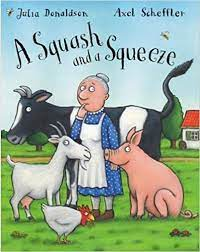 Julia Donaldson Axel Scheffler
A Squash
and a Squeeze